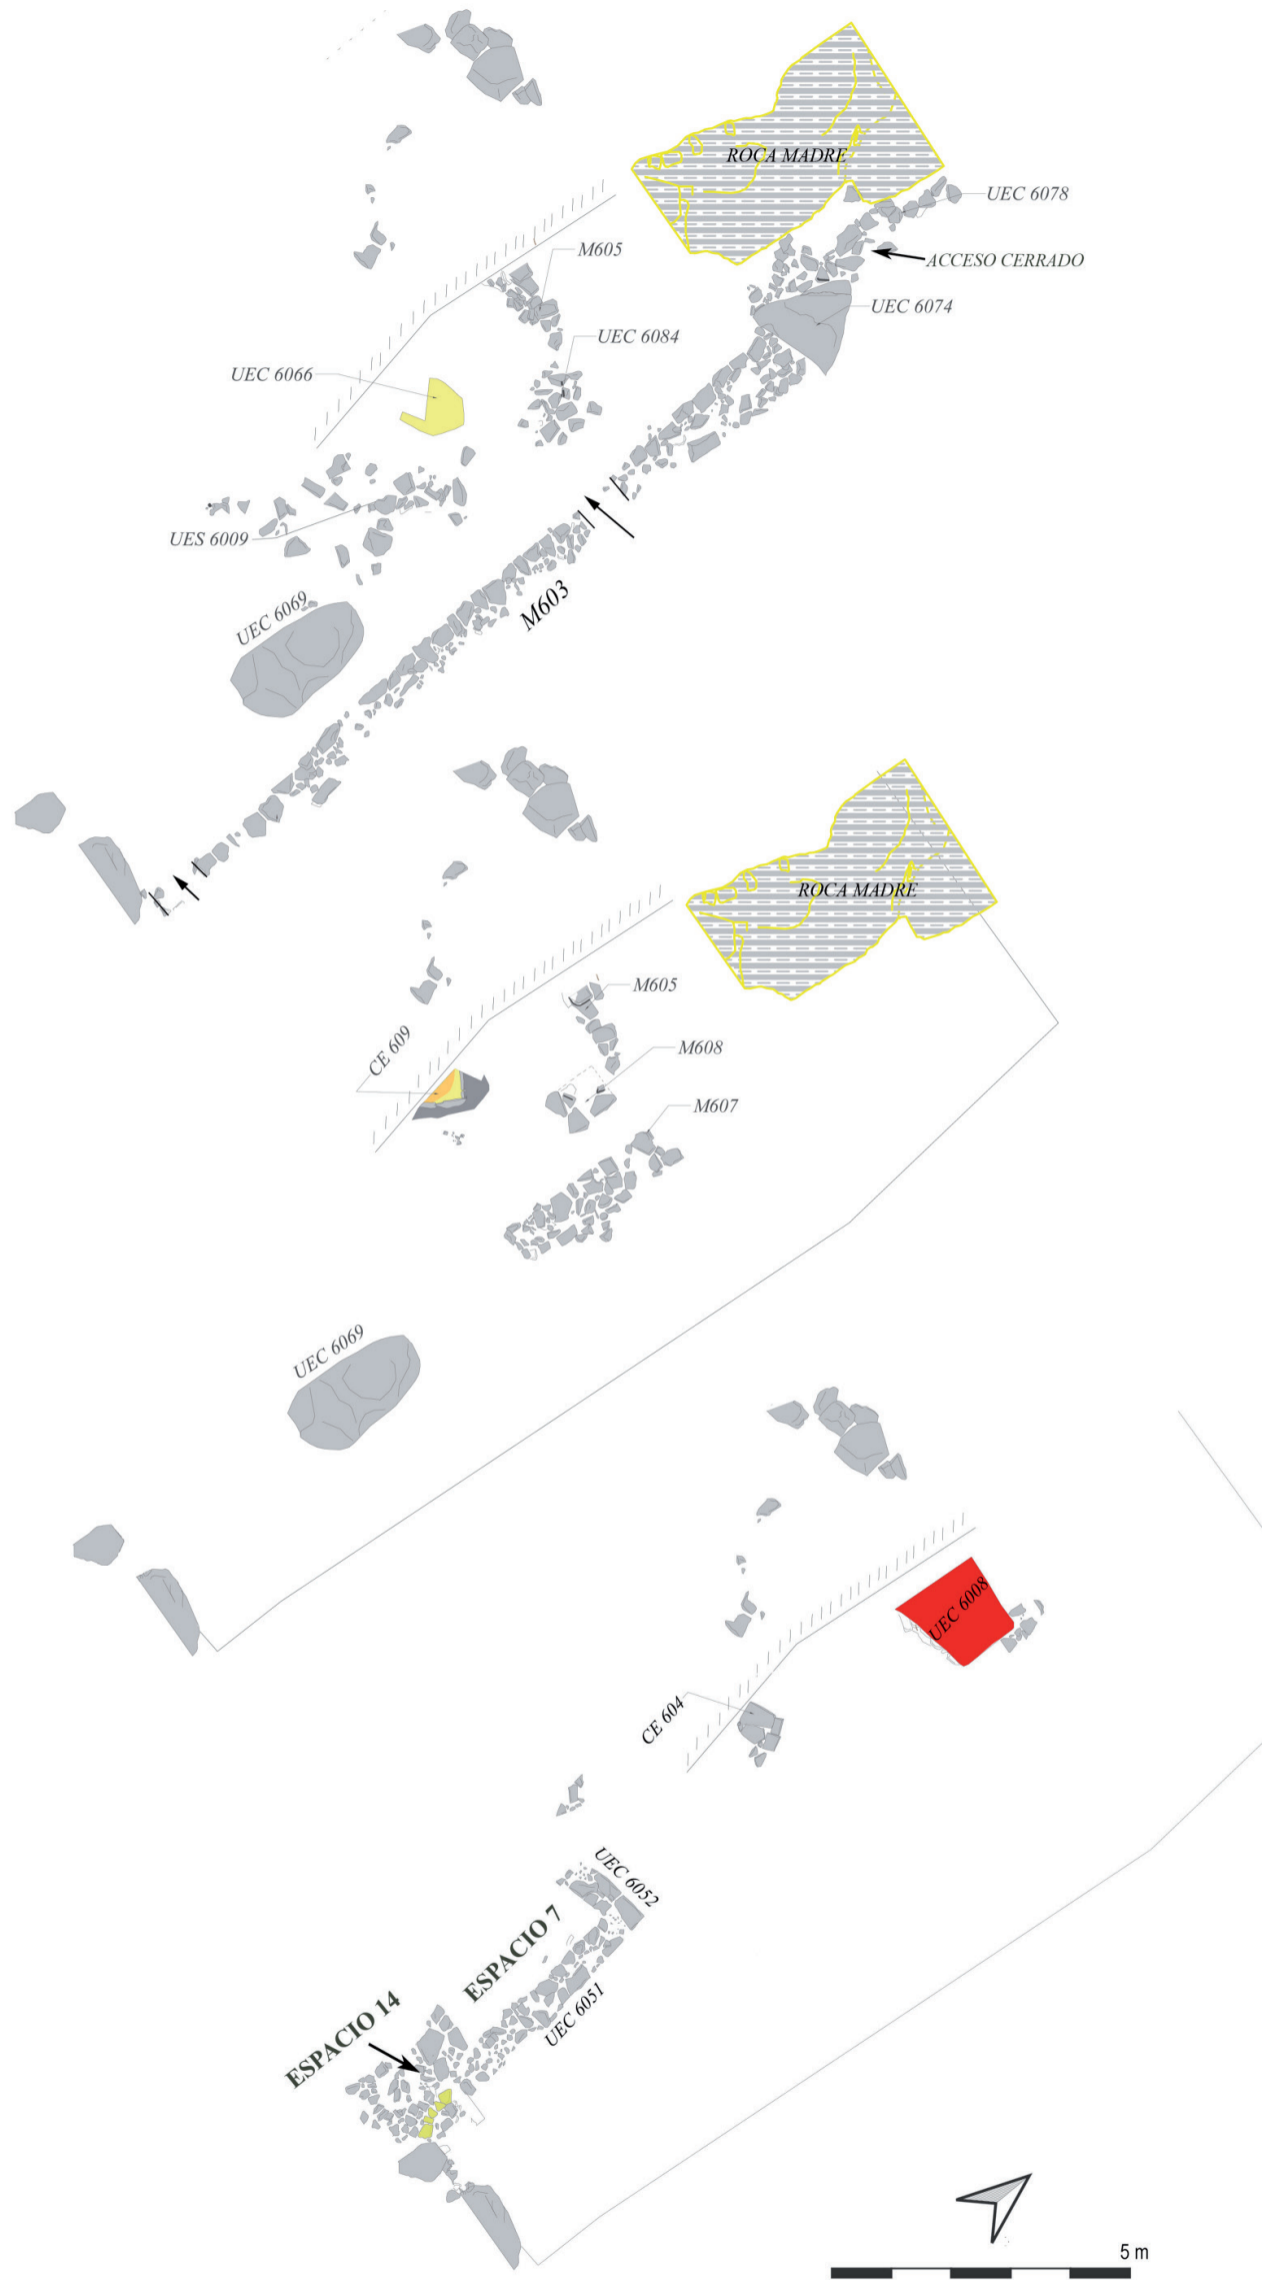 ROCA MADRE
UEC 6078
M605
ACCESO CERRADO
UEC 6074
UEC 6084
UEC 6066
UES 6009
M603
UEC 6069
ROCA MADRE
M605
CE 609
M608
M607
UEC 6069
UEC 6008
CE 604
UEC 6052
ESPACIO 7
UEC 6051
ESPACIO 14
5 m